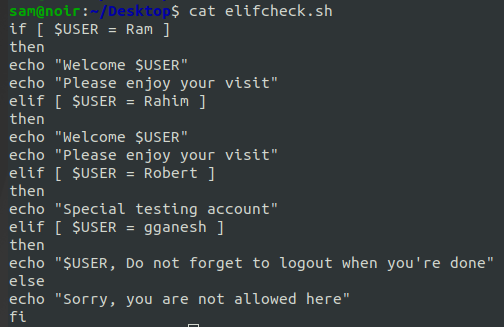 sam@noir:~/Desktop$ cat elifcheck.sh
if [ $USER = Ram ]
then
echo "Welcome $USER"
echo "Please enjoy your visit"
elif [ $USER = Rahim ]
then
echo "Welcome $USER"
echo "Please enjoy your visit"
elif [ $USER = Robert ]
then
echo "Special testing account"
elif [ $USER = gganesh ]
then
echo "$USER, Do not forget to logout when you're done"
else
echo "Sorry, you are not allowed here"
fi